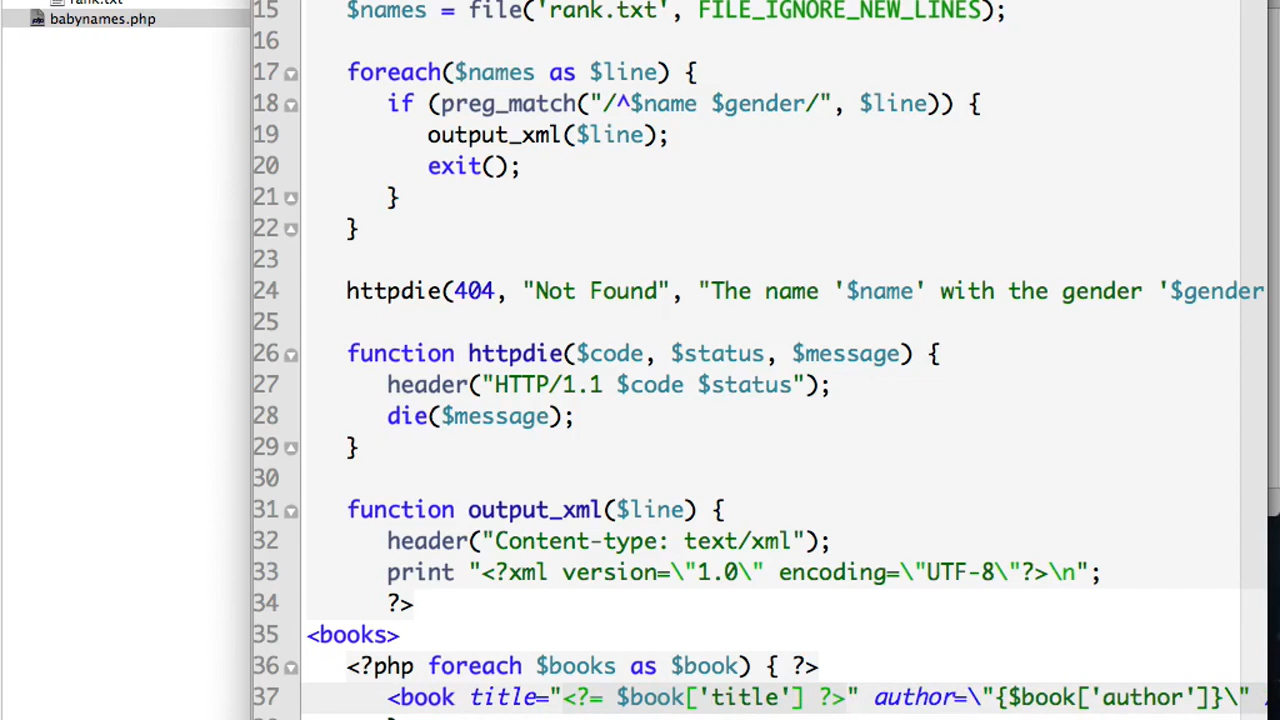 rank.txt
babynames.php
15 $names = file('rank.txt', FILE_IGNORE_NEW_LINES);
16
17 foreach($names as $line) {
18 if (preg_match("/^$name $gender/", $line)) {
19 output_xml($line);
20 exit();
21 }
22 }
23
24 httpdie(404, "Not Found", "The name '$name' with the gender '$gender
25
26 function httpdie($code, $status, $message) {
27 header("HTTP/1.1 $code $status");
28 die($message);
29 }
30
31 function output_xml($line) {
32 header("Content-type: text/xml");
33 print "<?xml version=\"1.0\" encoding=\"UTF-8\"?>\n";
34 ?>
35 <books>
36 <?php foreach $books as $book) { ?>
37 <book title="<?= $book['title'] ?>" author=\"{$book['author']}\"